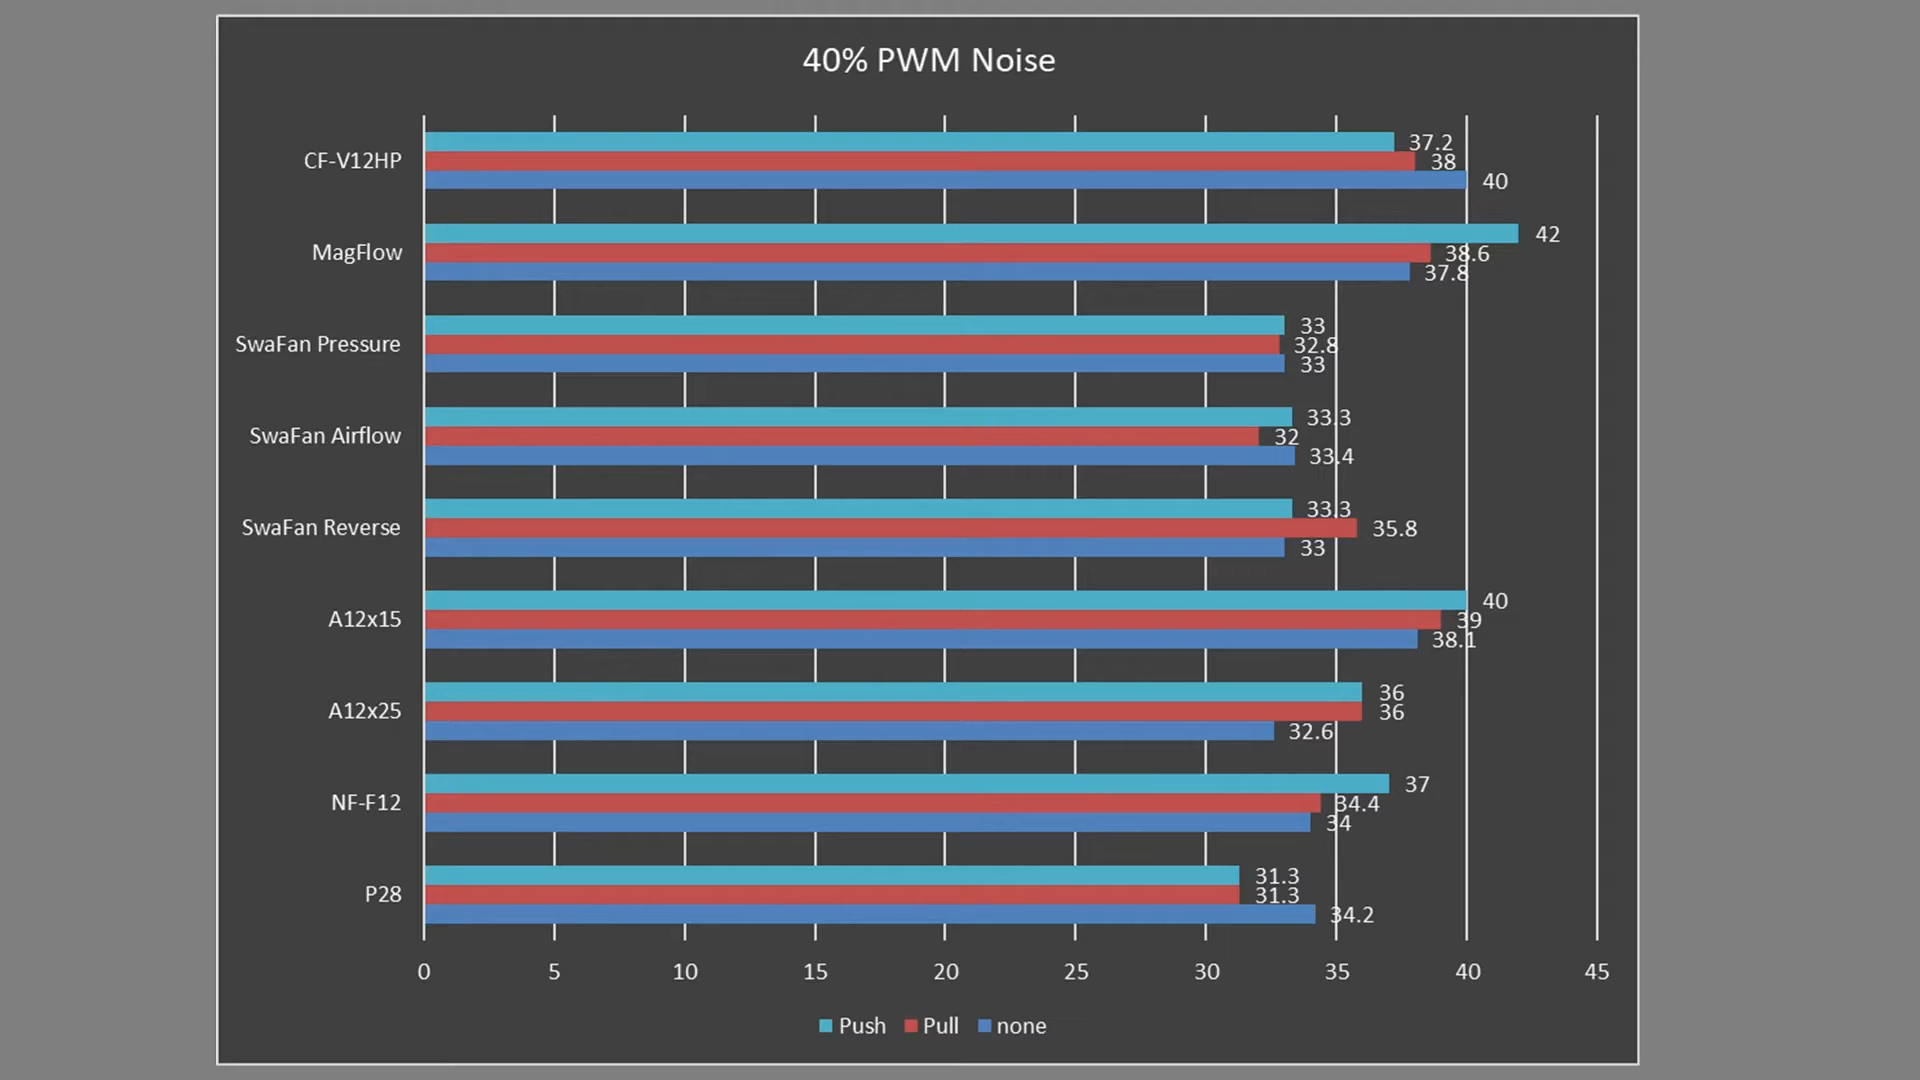 40% PWM Noise
CF-V12HP
37.2
38
40
MagFlow
42
38.6
37.8
SwaFan Pressure
33
32.8
33
SwaFan Airflow
33.3
32
33.4
SwaFan Reverse
33.3
35.8
33
A12x15
40
39
38.1
A12x25
36
36
32.6
NF-F12
37
34.4
34
P28
31.3
31.3
34.2
0 5 10 15 20 25 30 35 40 45
Push Pull none